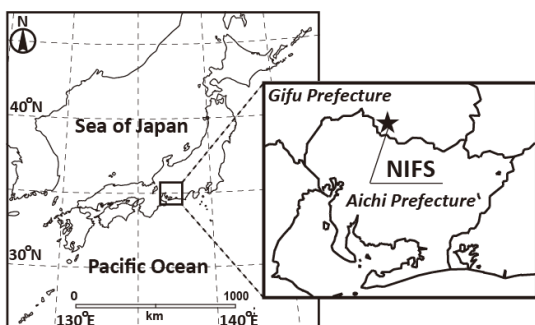 N
40°N
Sea of Japan
30°N
Pacific Ocean
0 1000
km
130°E 140°E
Gifu Prefecture
NIFS
Aichi Prefecture